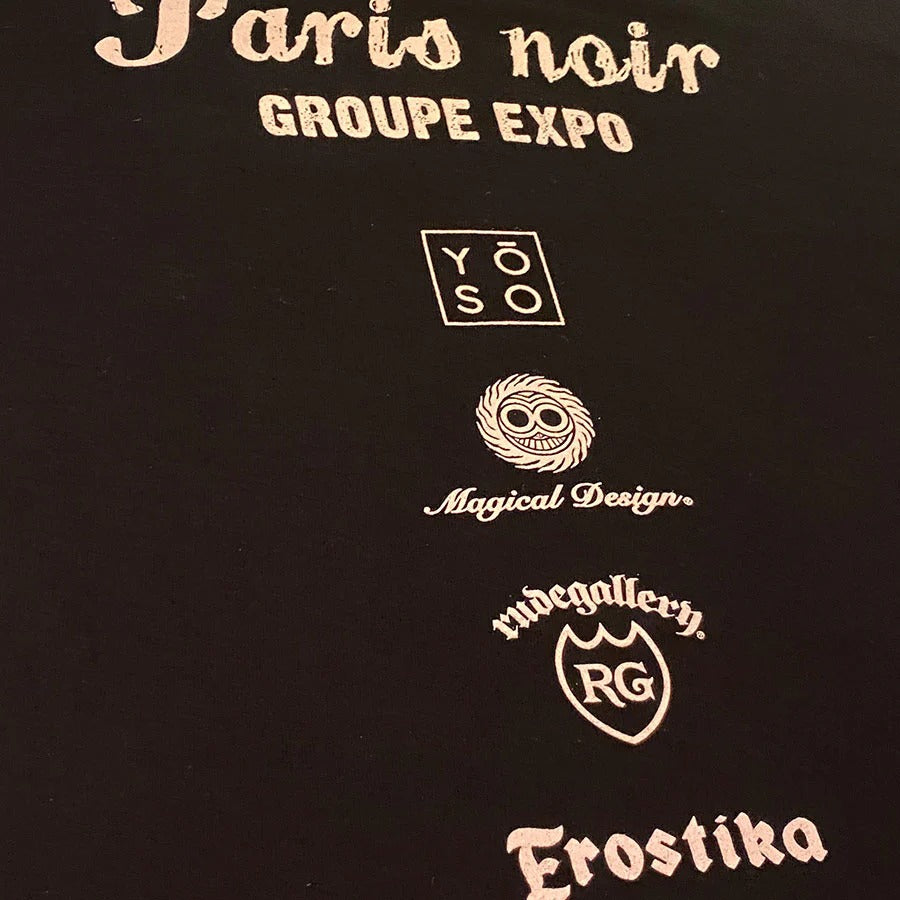 Paris noir
GROUPE EXPO
YŌ
SO
Magical Design®
rudegallery®
RG
Erostika